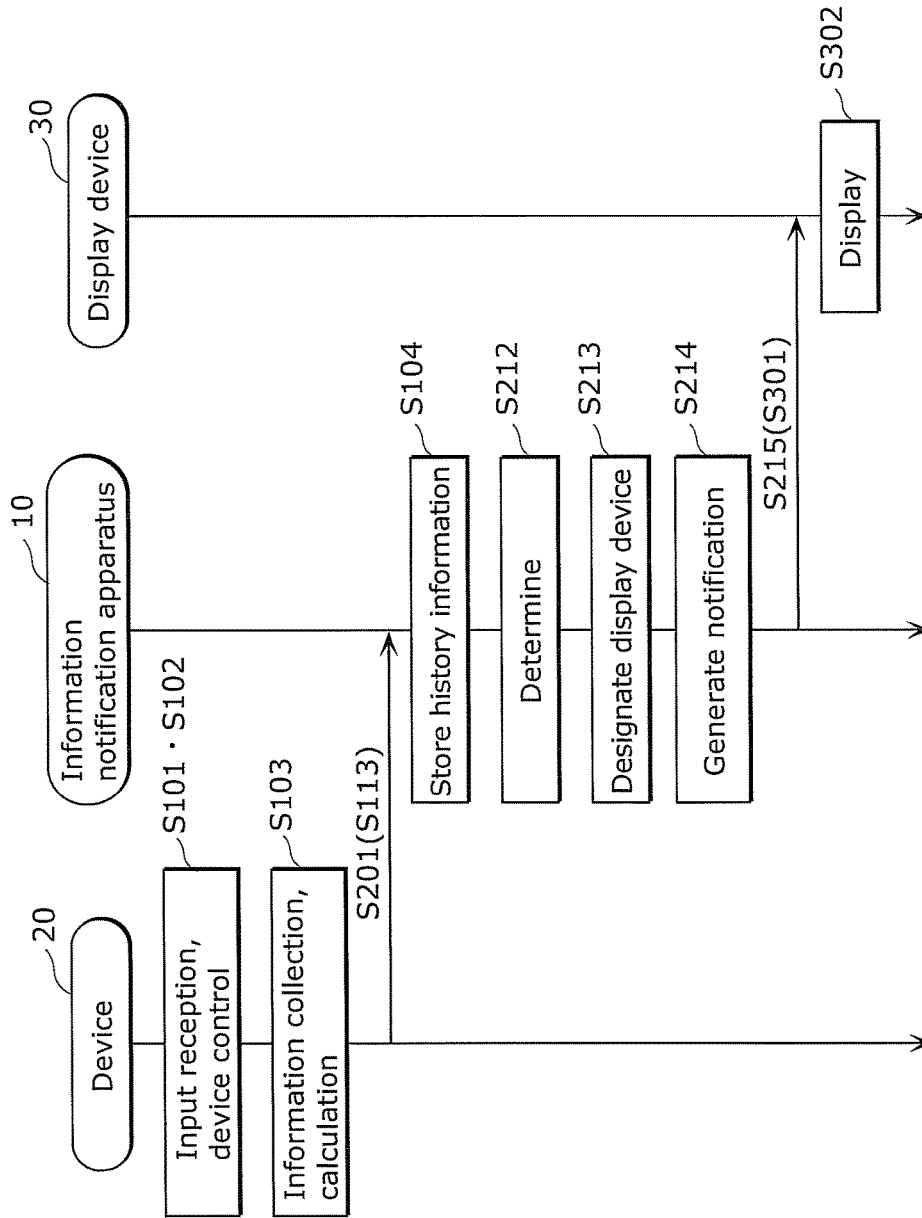 20
Device
10
Information
notification apparatus
30
Display device
S101・S102
Input reception,
device control
S103
Information collection,
calculation
S201(S113)
S104
Store history information
S212
Determine
S213
Designate display device
S214
Generate notification
S215(S301)
S302
Display